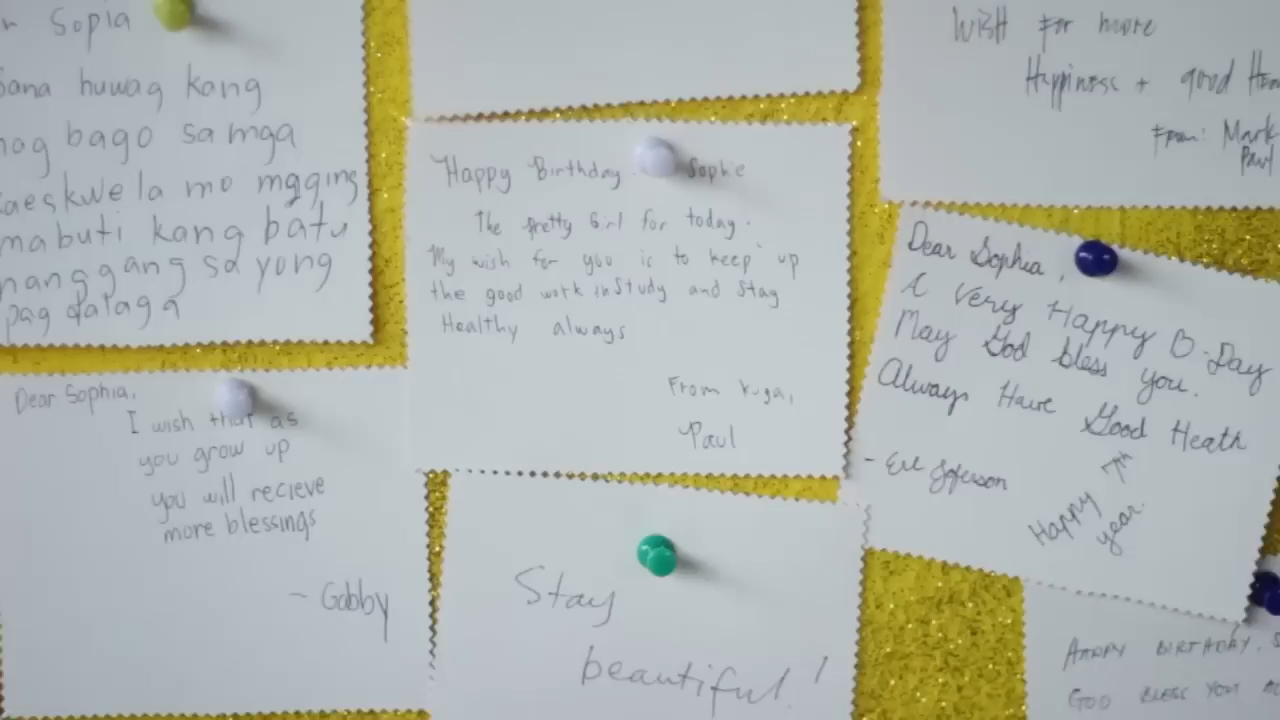 Sopia
Sana huwag kang
mag bago sa mga
kaeskwela mo mgging
mabuti kang batu
hanggang sa yong
pag dalaga
Wish For more
Happiness + good
From: Mark
Paul
Happy Birthday Sophie
The pretty Girl for today.
My wish for you is to keep up
the good work in Study and Stay
Healthy always
From
Paul
Dear Sophia,
A Very Happy B-Day
May God bless you.
Always Have Good Heath
Happy 7th
year.
Dear Sophia,
I wish that as
you grow up
you will recieve
more blessings
- Gabby
Stay
beautiful!
HAPPY BIRTHDAY,
GOD BLESS YOU